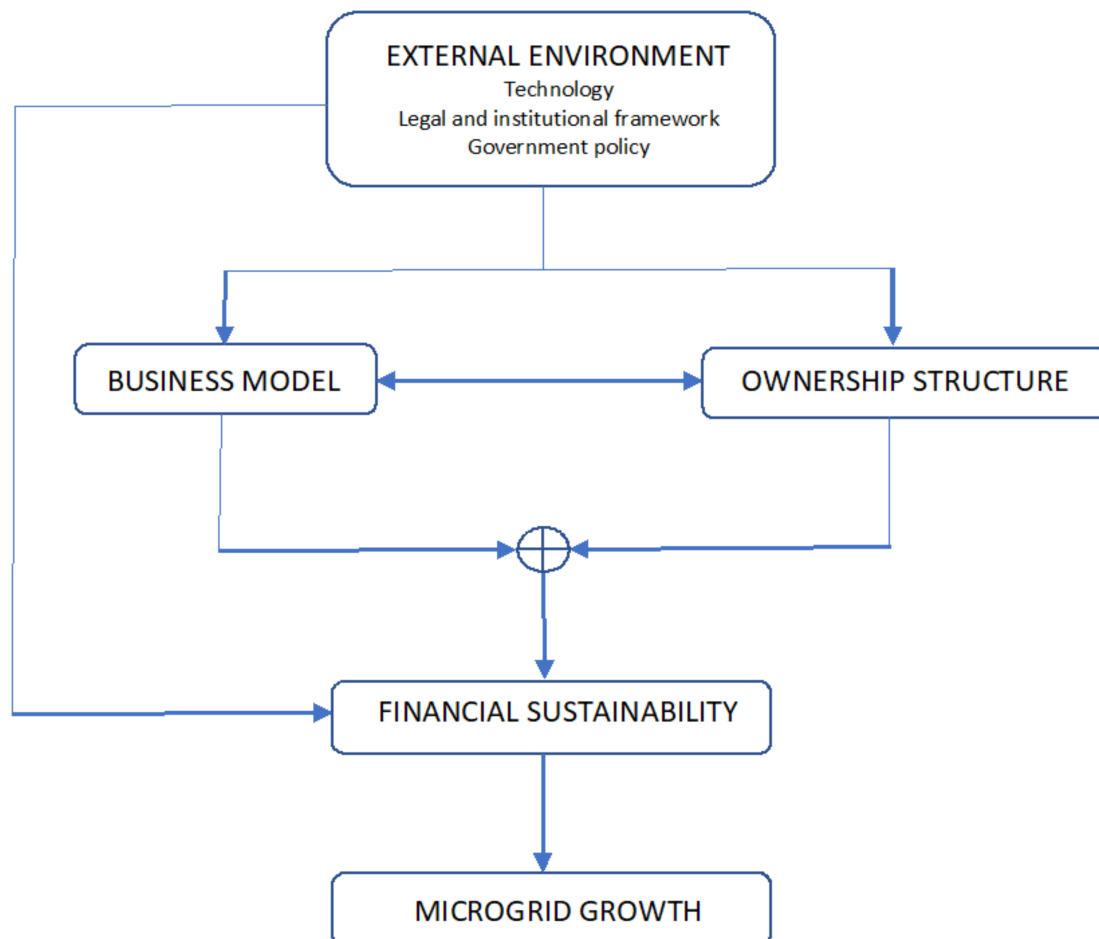 EXTERNAL ENVIRONMENT
Technology
Legal and institutional framework
Government policy
BUSINESS MODEL
OWNERSHIP STRUCTURE
FINANCIAL SUSTAINABILITY
MICROGRID GROWTH